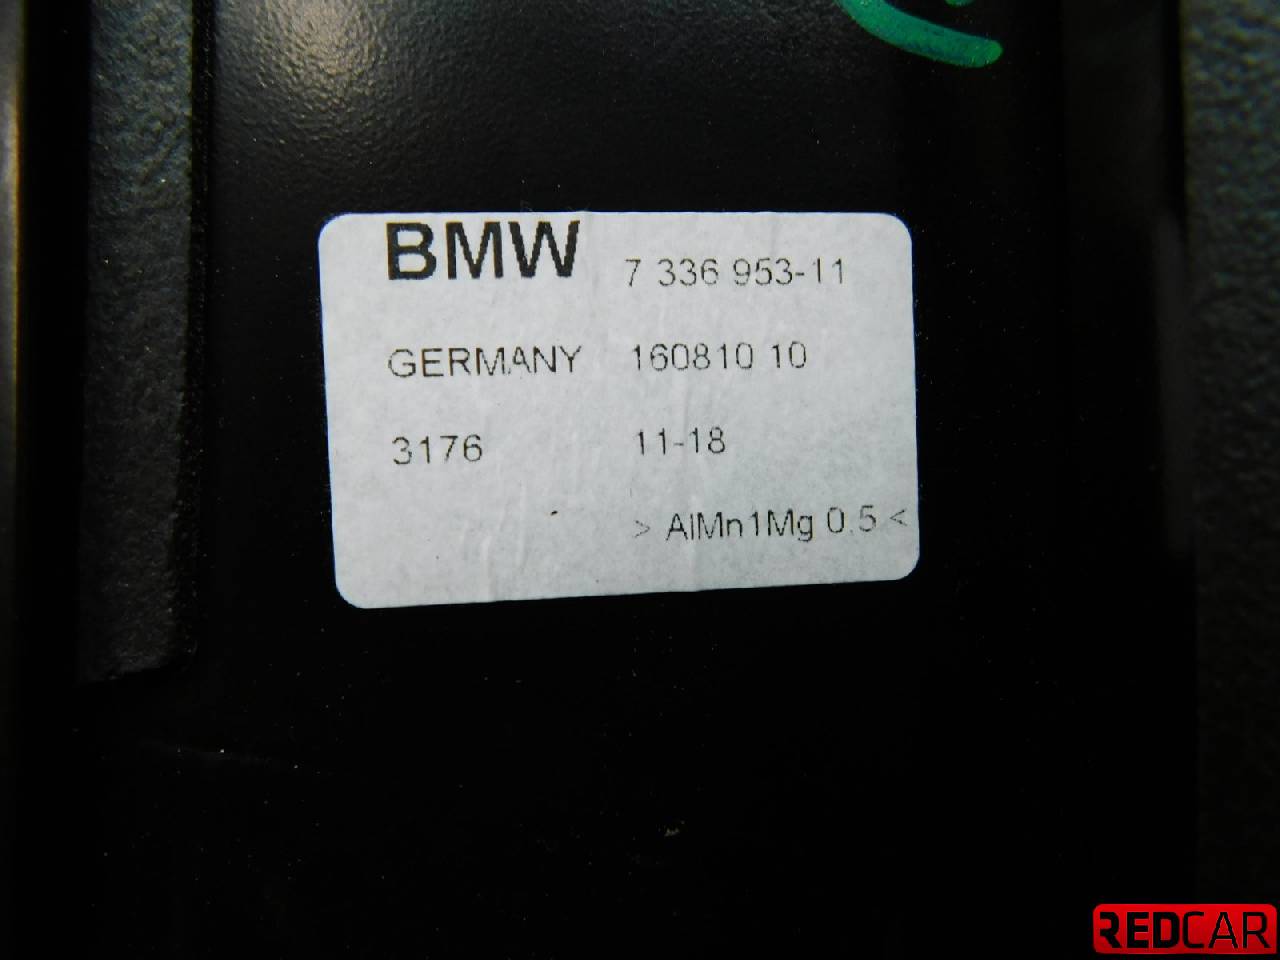 BMW 7 336 953-11
GERMANY 160810 10
3176 11-18
> AlMn1Mg 0.5 <
REDCAR